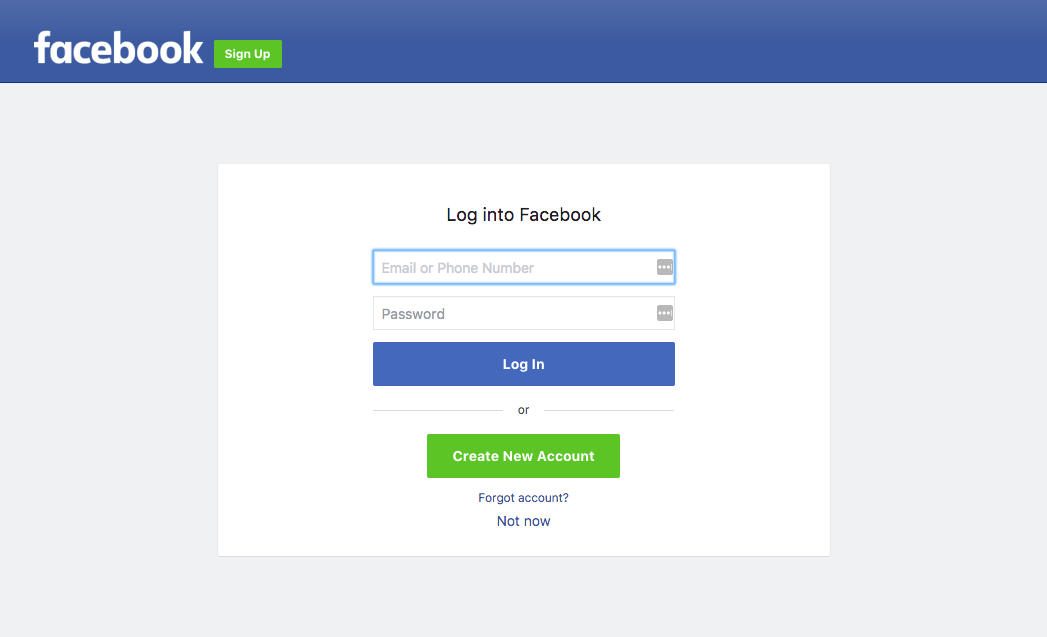 facebook
Sign Up
Log into Facebook
Email or Phone Number
Password
Log In
or
Create New Account
Forgot account?
Not now